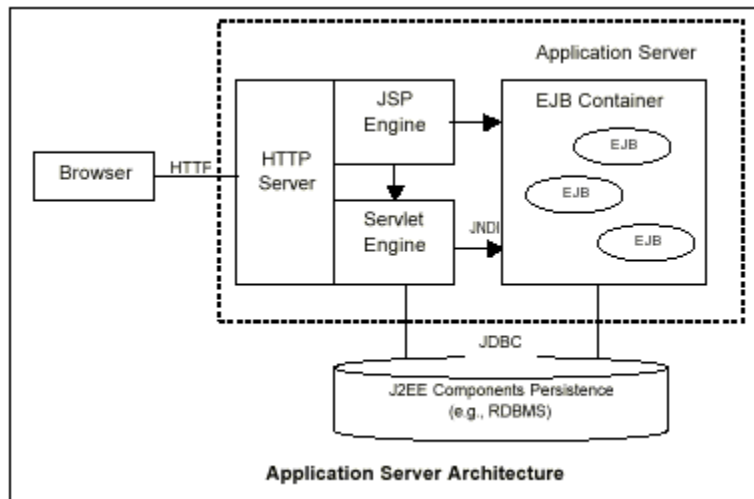 Application Server
JSP
Engine
EJB Container
EJB
HTTP
Server
Browser
HTTF
EJB
Servlet
Engine
JNDI
EJB
JDBC
J2EE Components Persistence
(e.g., RDBMS)
Application Server Architecture